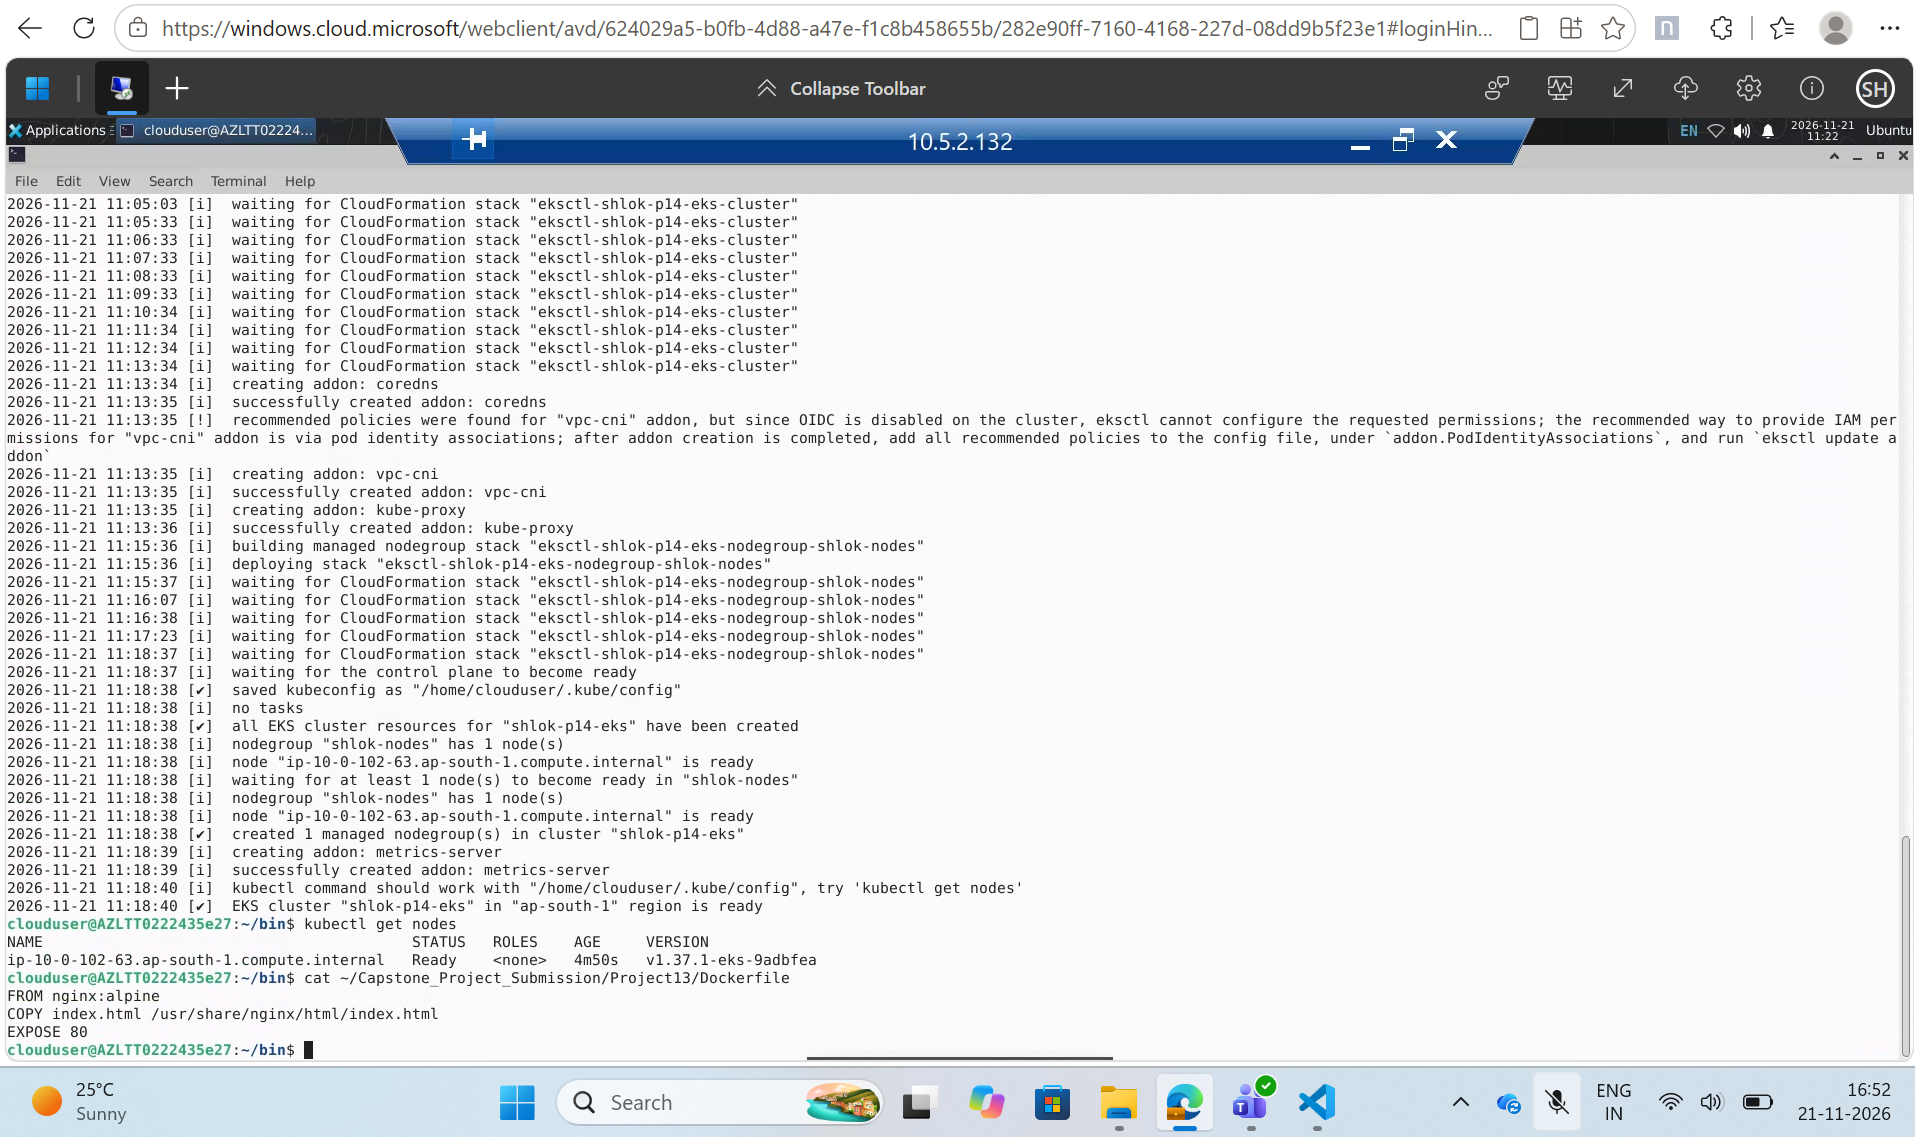 https://windows.cloud.microsoft/webclient/avd/624029a5-b0fb-4d88-a47e-f1c8b458655b/282e90ff-7160-4168-227d-08dd9b5f23e1#loginHin...
Collapse Toolbar
SH
Applications
clouduser@AZLTT02224...
10.5.2.132
EN
2026-11-21
11:22
Ubuntu
File Edit View Search Terminal Help
2026-11-21 11:05:03 [i]  waiting for CloudFormation stack "eksctl-shlok-p14-eks-cluster"
2026-11-21 11:05:33 [i]  waiting for CloudFormation stack "eksctl-shlok-p14-eks-cluster"
2026-11-21 11:06:33 [i]  waiting for CloudFormation stack "eksctl-shlok-p14-eks-cluster"
2026-11-21 11:07:33 [i]  waiting for CloudFormation stack "eksctl-shlok-p14-eks-cluster"
2026-11-21 11:08:33 [i]  waiting for CloudFormation stack "eksctl-shlok-p14-eks-cluster"
2026-11-21 11:09:33 [i]  waiting for CloudFormation stack "eksctl-shlok-p14-eks-cluster"
2026-11-21 11:10:34 [i]  waiting for CloudFormation stack "eksctl-shlok-p14-eks-cluster"
2026-11-21 11:11:34 [i]  waiting for CloudFormation stack "eksctl-shlok-p14-eks-cluster"
2026-11-21 11:12:34 [i]  waiting for CloudFormation stack "eksctl-shlok-p14-eks-cluster"
2026-11-21 11:13:34 [i]  waiting for CloudFormation stack "eksctl-shlok-p14-eks-cluster"
2026-11-21 11:13:34 [i]  creating addon: coredns
2026-11-21 11:13:35 [i]  successfully created addon: coredns
2026-11-21 11:13:35 [!]  recommended policies were found for "vpc-cni" addon, but since OIDC is disabled on the cluster, eksctl cannot configure the requested permissions; the recommended way to provide IAM per
missions for "vpc-cni" addon is via pod identity associations; after addon creation is completed, add all recommended policies to the config file, under `addon.PodIdentityAssociations`, and run `eksctl update a
ddon`
2026-11-21 11:13:35 [i]  creating addon: vpc-cni
2026-11-21 11:13:35 [i]  successfully created addon: vpc-cni
2026-11-21 11:13:35 [i]  creating addon: kube-proxy
2026-11-21 11:13:36 [i]  successfully created addon: kube-proxy
2026-11-21 11:15:36 [i]  building managed nodegroup stack "eksctl-shlok-p14-eks-nodegroup-shlok-nodes"
2026-11-21 11:15:36 [i]  deploying stack "eksctl-shlok-p14-eks-nodegroup-shlok-nodes"
2026-11-21 11:15:37 [i]  waiting for CloudFormation stack "eksctl-shlok-p14-eks-nodegroup-shlok-nodes"
2026-11-21 11:16:07 [i]  waiting for CloudFormation stack "eksctl-shlok-p14-eks-nodegroup-shlok-nodes"
2026-11-21 11:16:38 [i]  waiting for CloudFormation stack "eksctl-shlok-p14-eks-nodegroup-shlok-nodes"
2026-11-21 11:17:23 [i]  waiting for CloudFormation stack "eksctl-shlok-p14-eks-nodegroup-shlok-nodes"
2026-11-21 11:18:37 [i]  waiting for CloudFormation stack "eksctl-shlok-p14-eks-nodegroup-shlok-nodes"
2026-11-21 11:18:37 [i]  waiting for the control plane to become ready
2026-11-21 11:18:38 [✔]  saved kubeconfig as "/home/clouduser/.kube/config"
2026-11-21 11:18:38 [i]  no tasks
2026-11-21 11:18:38 [✔]  all EKS cluster resources for "shlok-p14-eks" have been created
2026-11-21 11:18:38 [i]  nodegroup "shlok-nodes" has 1 node(s)
2026-11-21 11:18:38 [i]  node "ip-10-0-102-63.ap-south-1.compute.internal" is ready
2026-11-21 11:18:38 [i]  waiting for at least 1 node(s) to become ready in "shlok-nodes"
2026-11-21 11:18:38 [i]  nodegroup "shlok-nodes" has 1 node(s)
2026-11-21 11:18:38 [i]  node "ip-10-0-102-63.ap-south-1.compute.internal" is ready
2026-11-21 11:18:38 [✔]  created 1 managed nodegroup(s) in cluster "shlok-p14-eks"
2026-11-21 11:18:39 [i]  creating addon: metrics-server
2026-11-21 11:18:39 [i]  successfully created addon: metrics-server
2026-11-21 11:18:40 [i]  kubectl command should work with "/home/clouduser/.kube/config", try 'kubectl get nodes'
2026-11-21 11:18:40 [✔]  EKS cluster "shlok-p14-eks" in "ap-south-1" region is ready
clouduser@AZLTT0222435e27:~/bin$ kubectl get nodes
NAME STATUS ROLES AGE VERSION
ip-10-0-102-63.ap-south-1.compute.internal Ready <none> 4m50s v1.37.1-eks-9adbfea
clouduser@AZLTT0222435e27:~/bin$ cat ~/Capstone_Project_Submission/Project13/Dockerfile
FROM nginx:alpine
COPY index.html /usr/share/nginx/html/index.html
EXPOSE 80
clouduser@AZLTT0222435e27:~/bin$
25°C
Sunny
Search
ENG
IN
16:52
21-11-2026